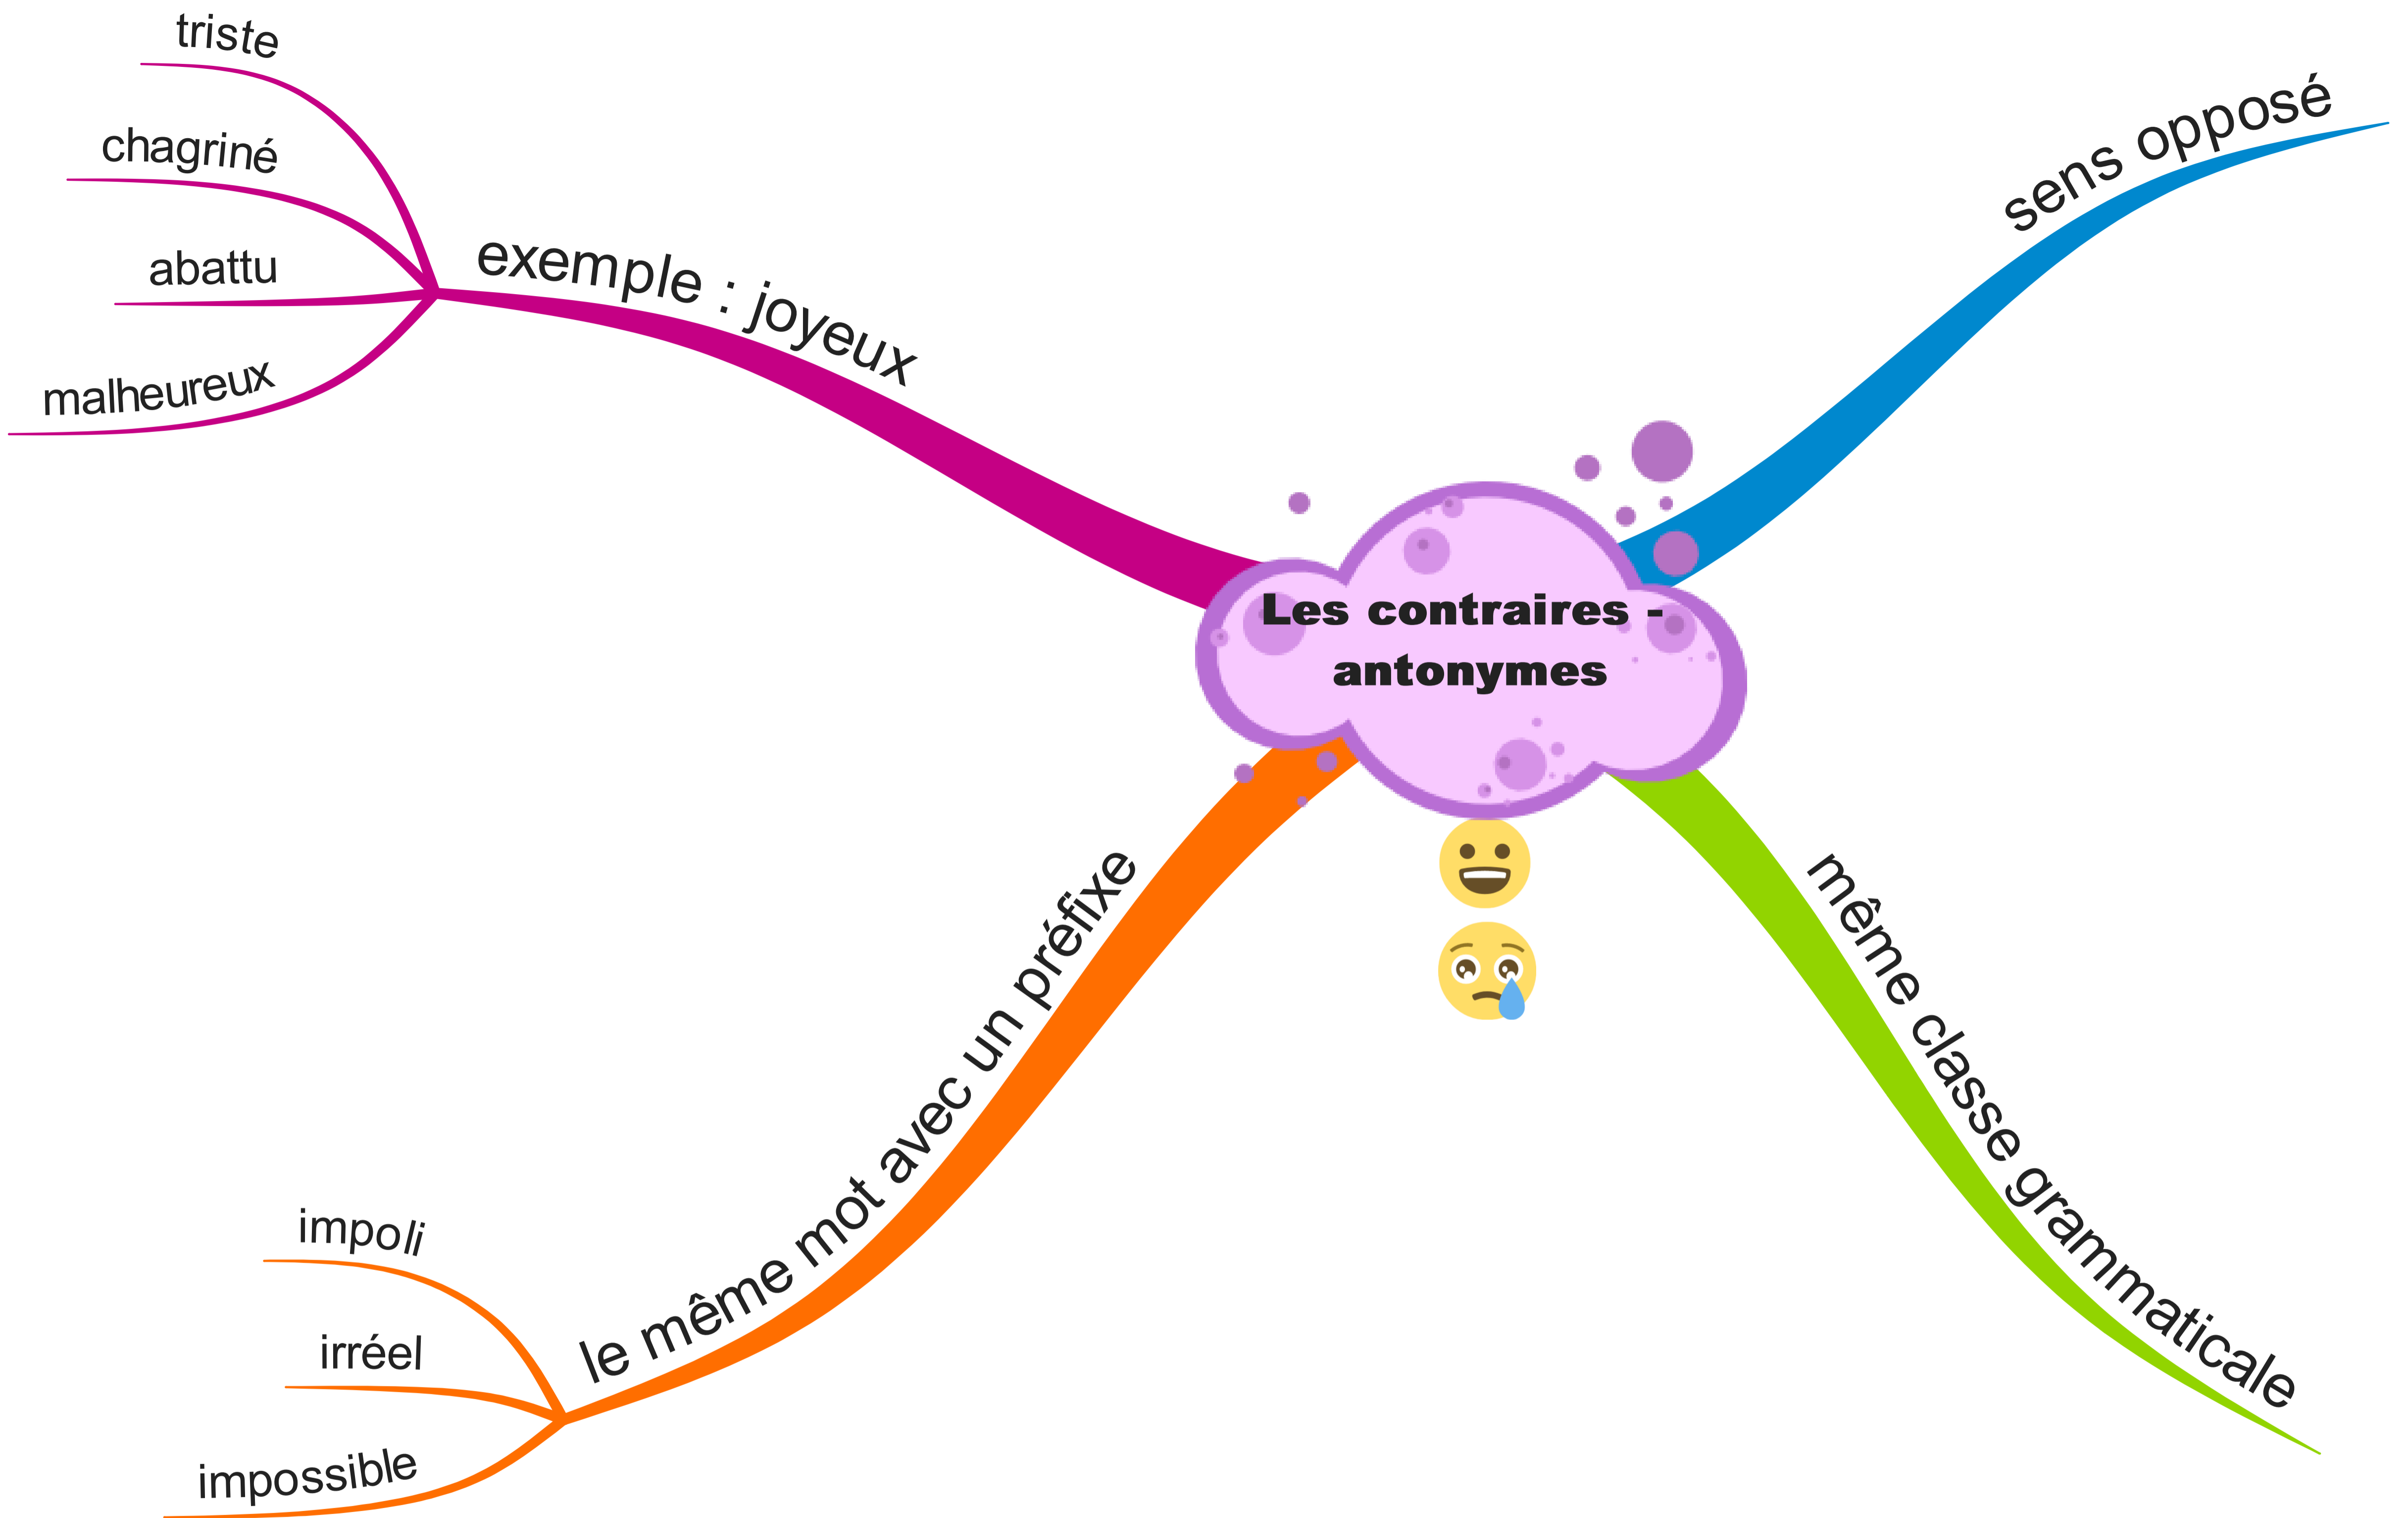 Les contraires -
antonymes
sens opposé
même classe grammaticale
le même mot avec un préfixe
impoli
irréel
impossible
exemple : joyeux
triste
chagriné
abattu
malheureux